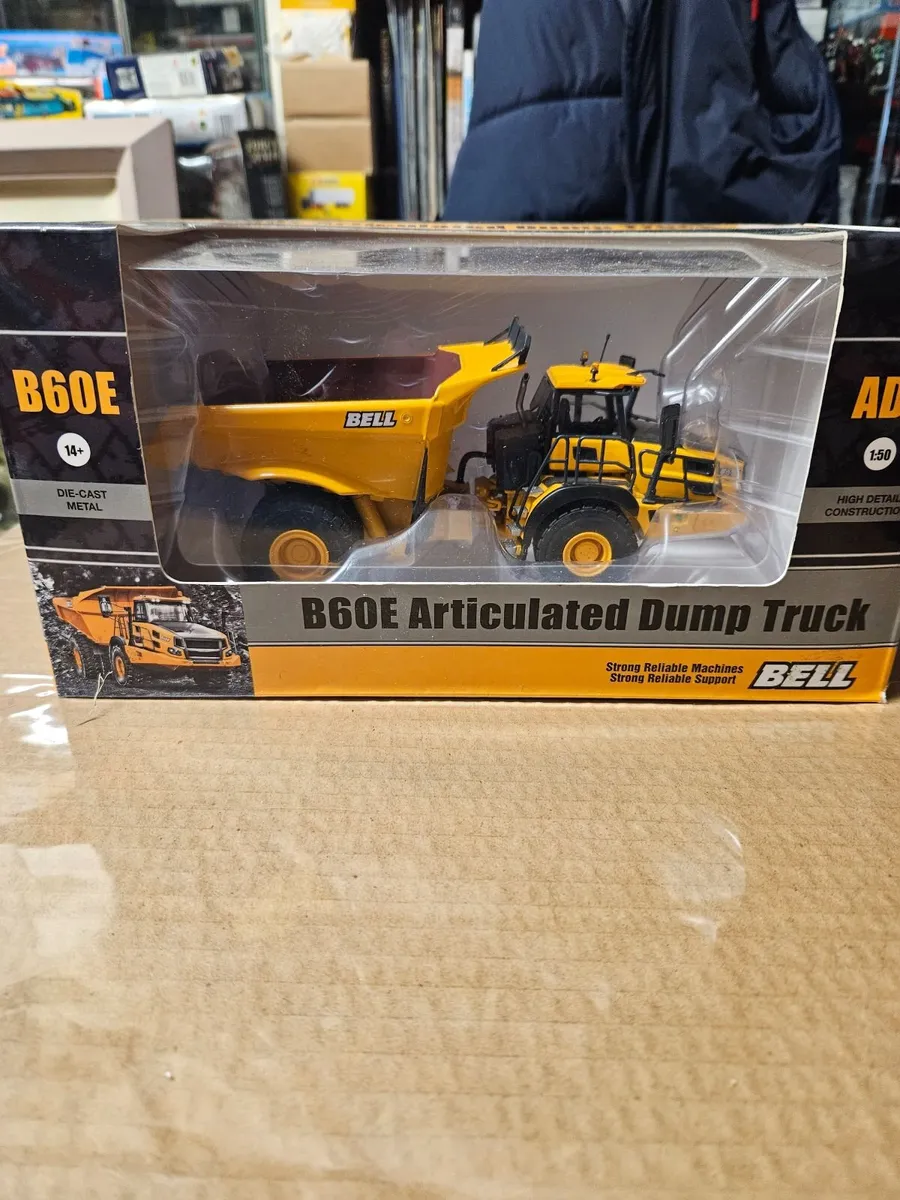 B60E
14+
DIE-CAST
METAL
BELL
AD
1:50
HIGH DETAIL
CONSTRUCTIO
B60E Articulated Dump Truck
Strong Reliable Machines
Strong Reliable Support
BELL